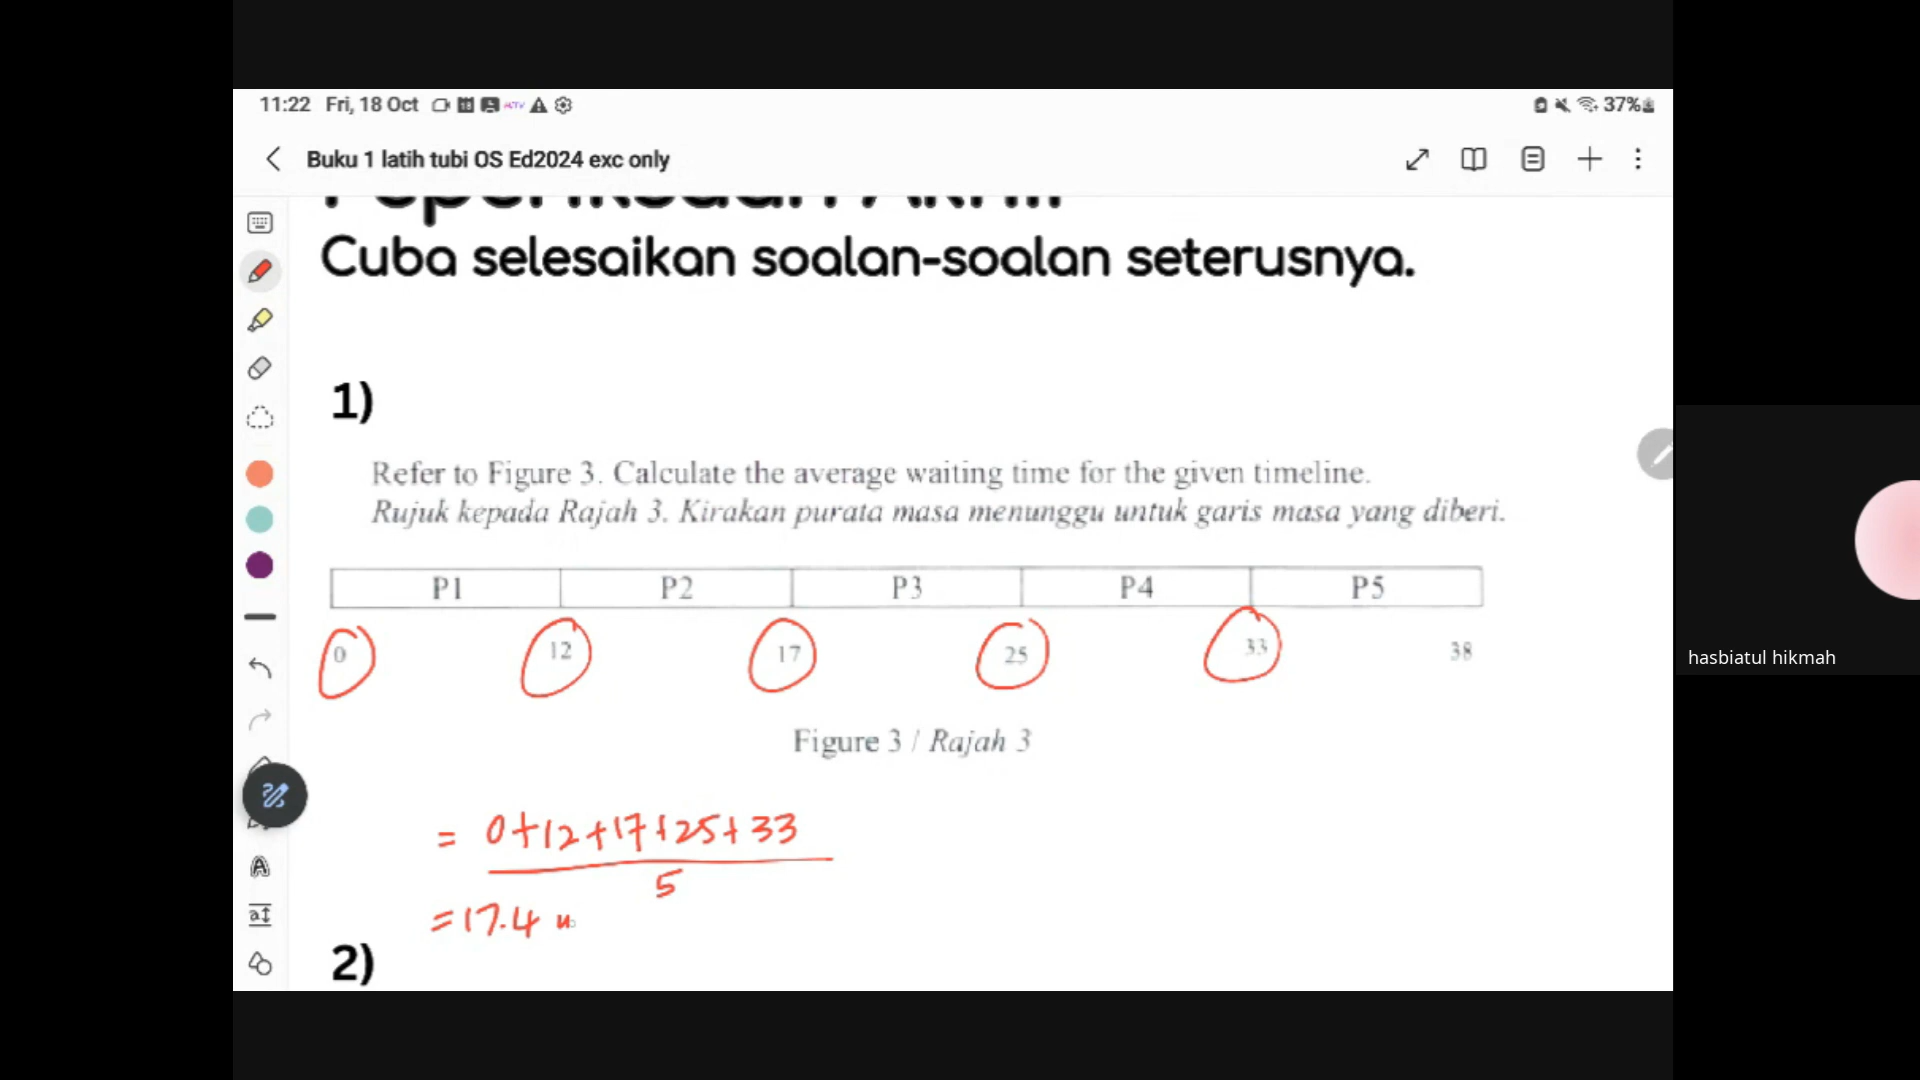 11:22 Fri, 18 Oct
37%
Buku 1 latih tubi OS Ed2024 exc only
Cuba selesaikan soalan-soalan seterusnya.
1)
Refer to Figure 3. Calculate the average waiting time for the given timeline.
Rujuk kepada Rajah 3. Kirakan purata masa menunggu untuk garis masa yang diberi.
P1 P2 P3 P4 P5
0 12 17 25 33 38
Figure 3 / Rajah 3
= 0+12+17+25+33
5
=17.4
2)
hasbiatul hikmah